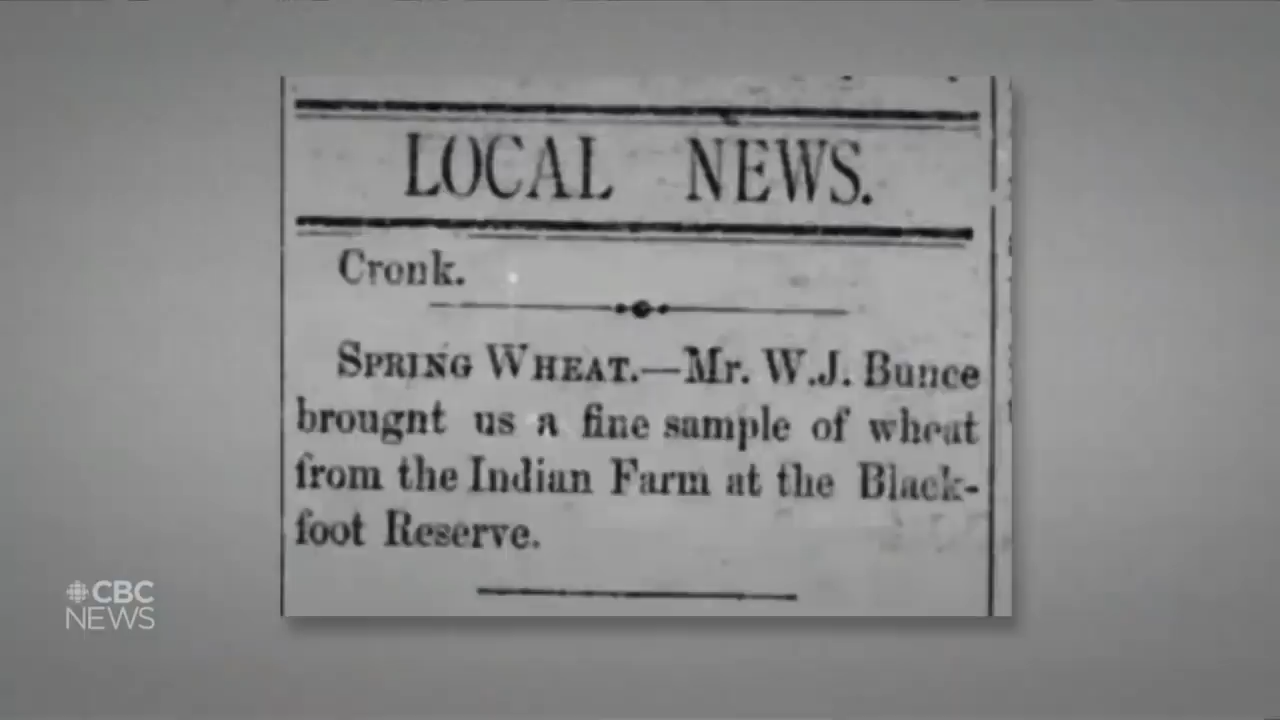 LOCAL NEWS.
Cronk.
SPRING WHEAT.—Mr. W.J. Bunce
brougnt us a fine sample of wheat
from the Indian Farm at the Black-
foot Reserve.
CBC
NEWS